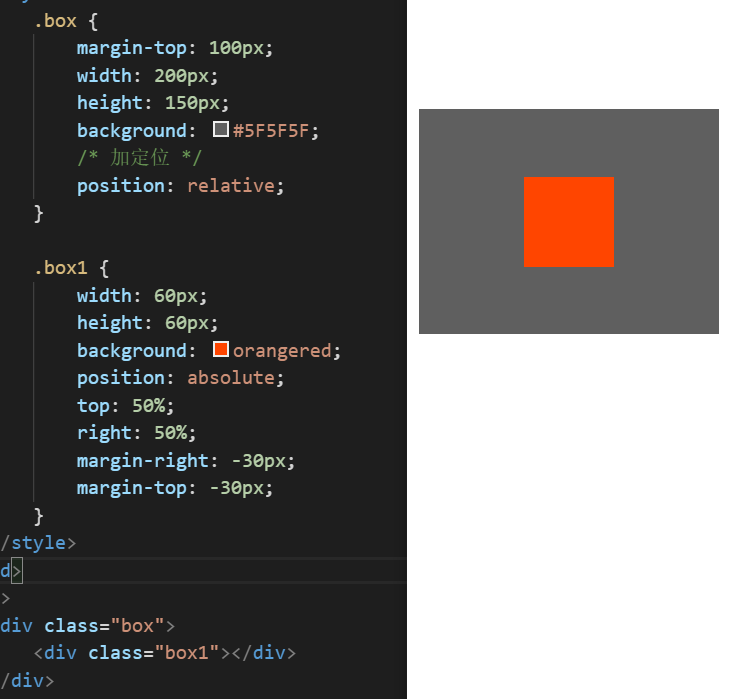 .box {
margin-top: 100px;
width: 200px;
height: 150px;
background: #5F5F5F;
/* 加定位 */
position: relative;
}
.box1 {
width: 60px;
height: 60px;
background: orangered;
position: absolute;
top: 50%;
right: 50%;
margin-right: -30px;
margin-top: -30px;
}
/style>
d>
>
div class="box">
<div class="box1"></div>
/div>